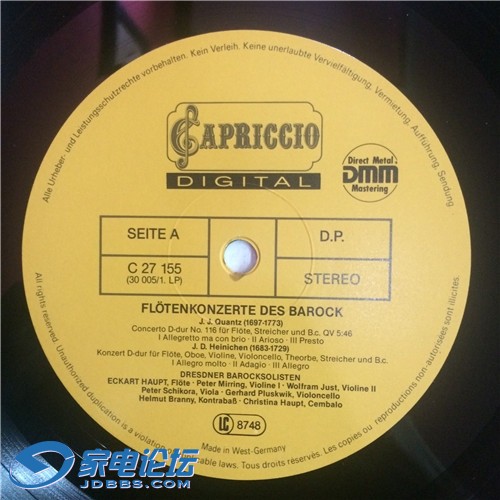 Alle Urheber- und Leistungsschutzrechte vorbehalten. Kein Verleih. Keine unerlaubte Vervielfältigung, Vermietung, Aufführung, Sendung
CAPRICCIO
DIGITAL
Direct Metal
DMM
Mastering
SEITE A
D.P.
C 27 155
(30 005/1. LP)
STEREO
FLÖTENKONZERTE DES BAROCK
J. J. Quantz (1697-1773)
Concerto D-dur No. 116 für Flöte, Streicher und B.c. QV 5:46
I Allegretto ma con brio · II Arioso · III Presto
J. D. Heinichen (1683-1729)
Konzert D-dur für Flöte, Oboe, Violine, Violoncello, Theorbe, Streicher und B.c.
I Allegro molto · II Adagio · III Allegro
DRESDNER BAROCKSOLISTEN
ECKART HAUPT, Flöte · Peter Mirring, Violine I · Wolfram Just, Violine II
Peter Schikora, Viola · Gerhard Pluskwik, Violoncello
Helmut Branny, Kontrabaß · Christina Haupt, Cembalo
LC 8748
Made in West-Germany
All rights reserved. Unauthorized duplication is a violation of applicable laws. Tous droits réservés. Les copies ou reproductions non-autorisées sont illicites.
家电论坛
JDBBS.COM